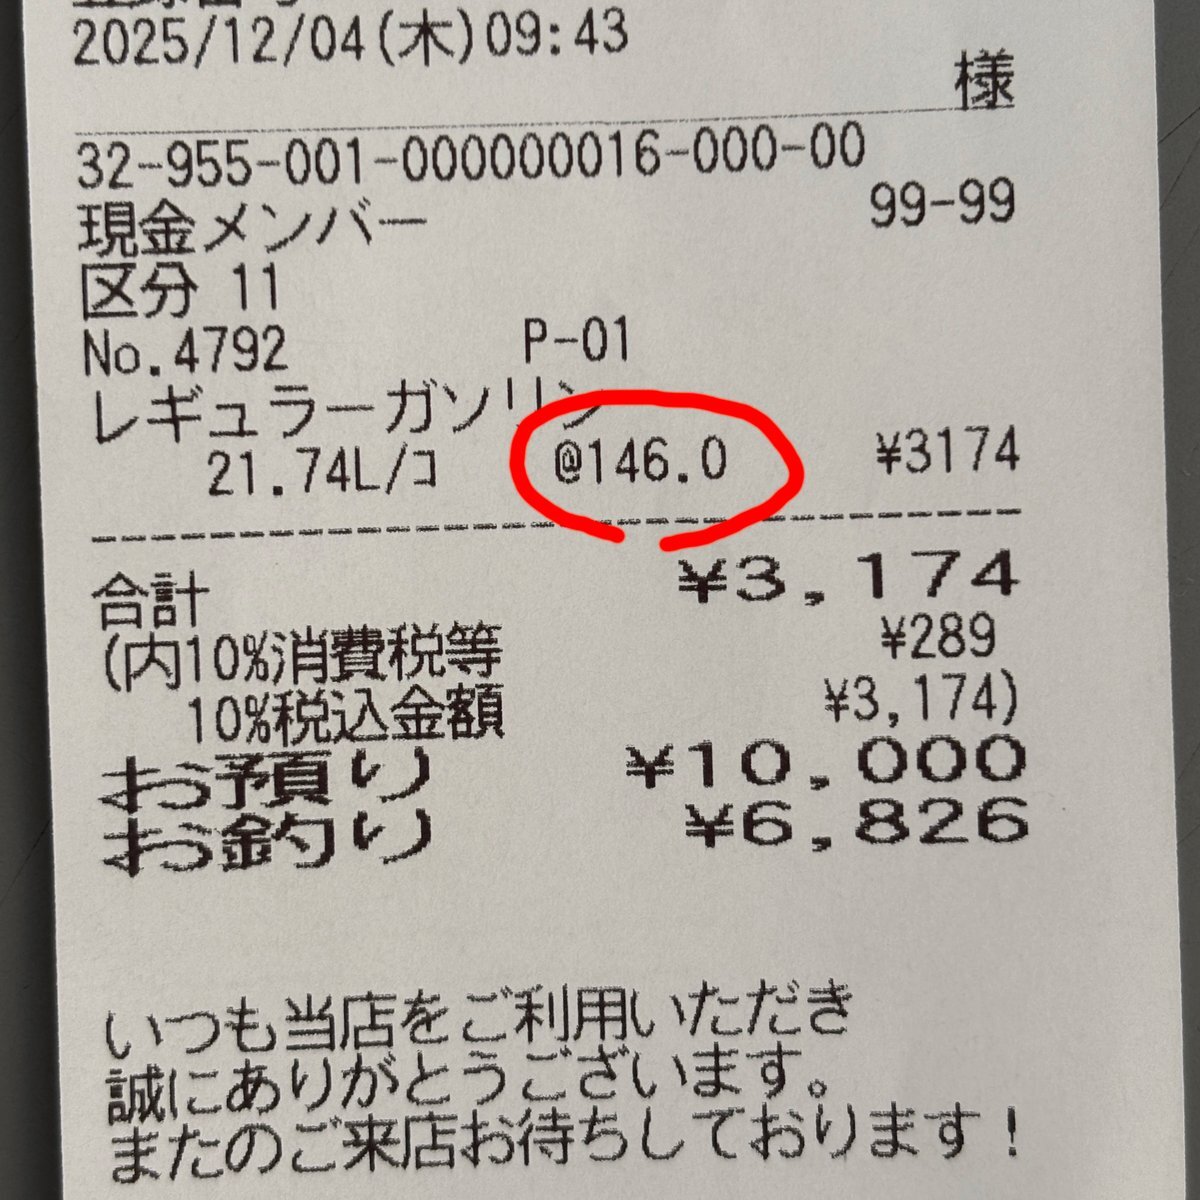 2025/12/04(木)09:43
様
32-955-001-000000016-000-00
99-99
現金メンバー
区分 11
No.4792 P-01
レギュラーガソリン
21.74L/コ @146.0 ¥3174
合計 ¥3,174
(内10%消費税等 ¥289
10%税込金額 ¥3,174)
お預り ¥10,000
お釣り ¥6,826
いつも当店をご利用いただき
誠にありがとうございます。
またのご来店お待ちしております!